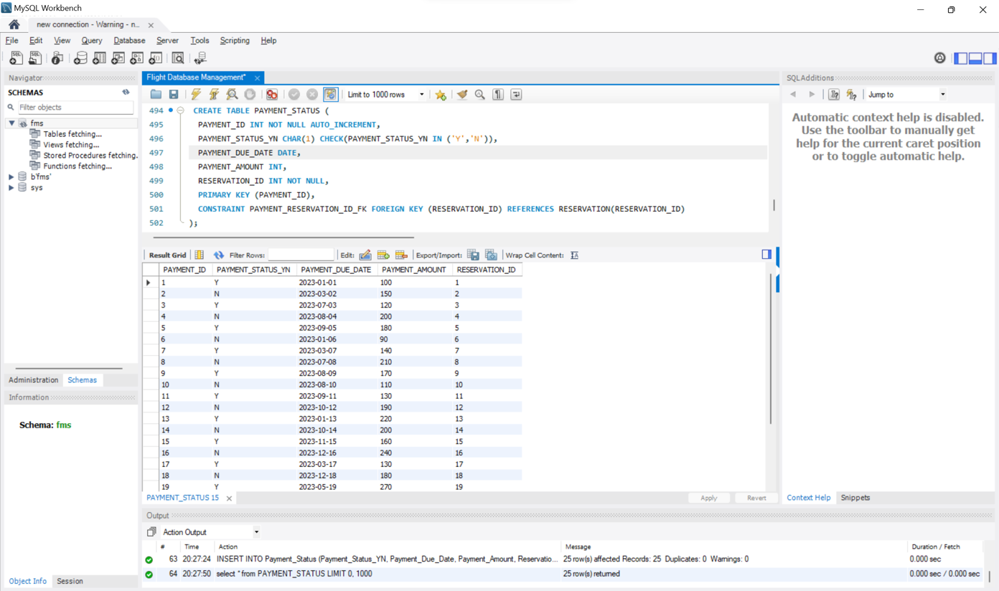 MySQL Workbench
new connection - Warning - n...
File Edit View Query Database Server Tools Scripting Help
Navigator
SCHEMAS
Filter objects
fms
Tables fetching...
Views fetching...
Stored Procedures fetching.
Functions fetching...
b'fms'
sys
Administration Schemas
Information
Schema: fms
Object Info Session
Flight Database Management*
Limit to 1000 rows
494 CREATE TABLE PAYMENT_STATUS (
495 PAYMENT_ID INT NOT NULL AUTO_INCREMENT,
496 PAYMENT_STATUS_YN CHAR(1) CHECK(PAYMENT_STATUS_YN IN ('Y','N')),
497 PAYMENT_DUE_DATE DATE,
498 PAYMENT_AMOUNT INT,
499 RESERVATION_ID INT NOT NULL,
500 PRIMARY KEY (PAYMENT_ID),
501 CONSTRAINT PAYMENT_RESERVATION_ID_FK FOREIGN KEY (RESERVATION_ID) REFERENCES RESERVATION(RESERVATION_ID)
502 );
Result Grid Filter Rows: Edit: Export/Import: Wrap Cell Content:
PAYMENT_ID PAYMENT_STATUS_YN PAYMENT_DUE_DATE PAYMENT_AMOUNT RESERVATION_ID
1 Y 2023-01-01 100 1
2 N 2023-03-02 150 2
3 Y 2023-07-03 120 3
4 N 2023-08-04 200 4
5 Y 2023-09-05 180 5
6 N 2023-01-06 90 6
7 Y 2023-03-07 140 7
8 N 2023-07-08 210 8
9 Y 2023-08-09 170 9
10 N 2023-08-10 110 10
11 Y 2023-09-11 130 11
12 N 2023-10-12 190 12
13 Y 2023-01-13 220 13
14 N 2023-10-14 200 14
15 Y 2023-11-15 160 15
16 N 2023-12-16 240 16
17 Y 2023-03-17 130 17
18 N 2023-12-18 180 18
19 Y 2023-05-19 270 19
PAYMENT_STATUS 15
Apply Revert
SQLAdditions
Jump to
Automatic context help is disabled.
Use the toolbar to manually get
help for the current caret position
or to toggle automatic help.
Context Help Snippets
Output
Action Output
# Time Action Message Duration / Fetch
63 20:27:24 INSERT INTO Payment_Status (Payment_Status_YN, Payment_Due_Date, Payment_Amount, Reservatio... 25 row(s) affected Records: 25 Duplicates: 0 Warnings: 0 0.000 sec
64 20:27:50 select * from PAYMENT_STATUS LIMIT 0, 1000 25 row(s) returned 0.000 sec / 0.000 sec